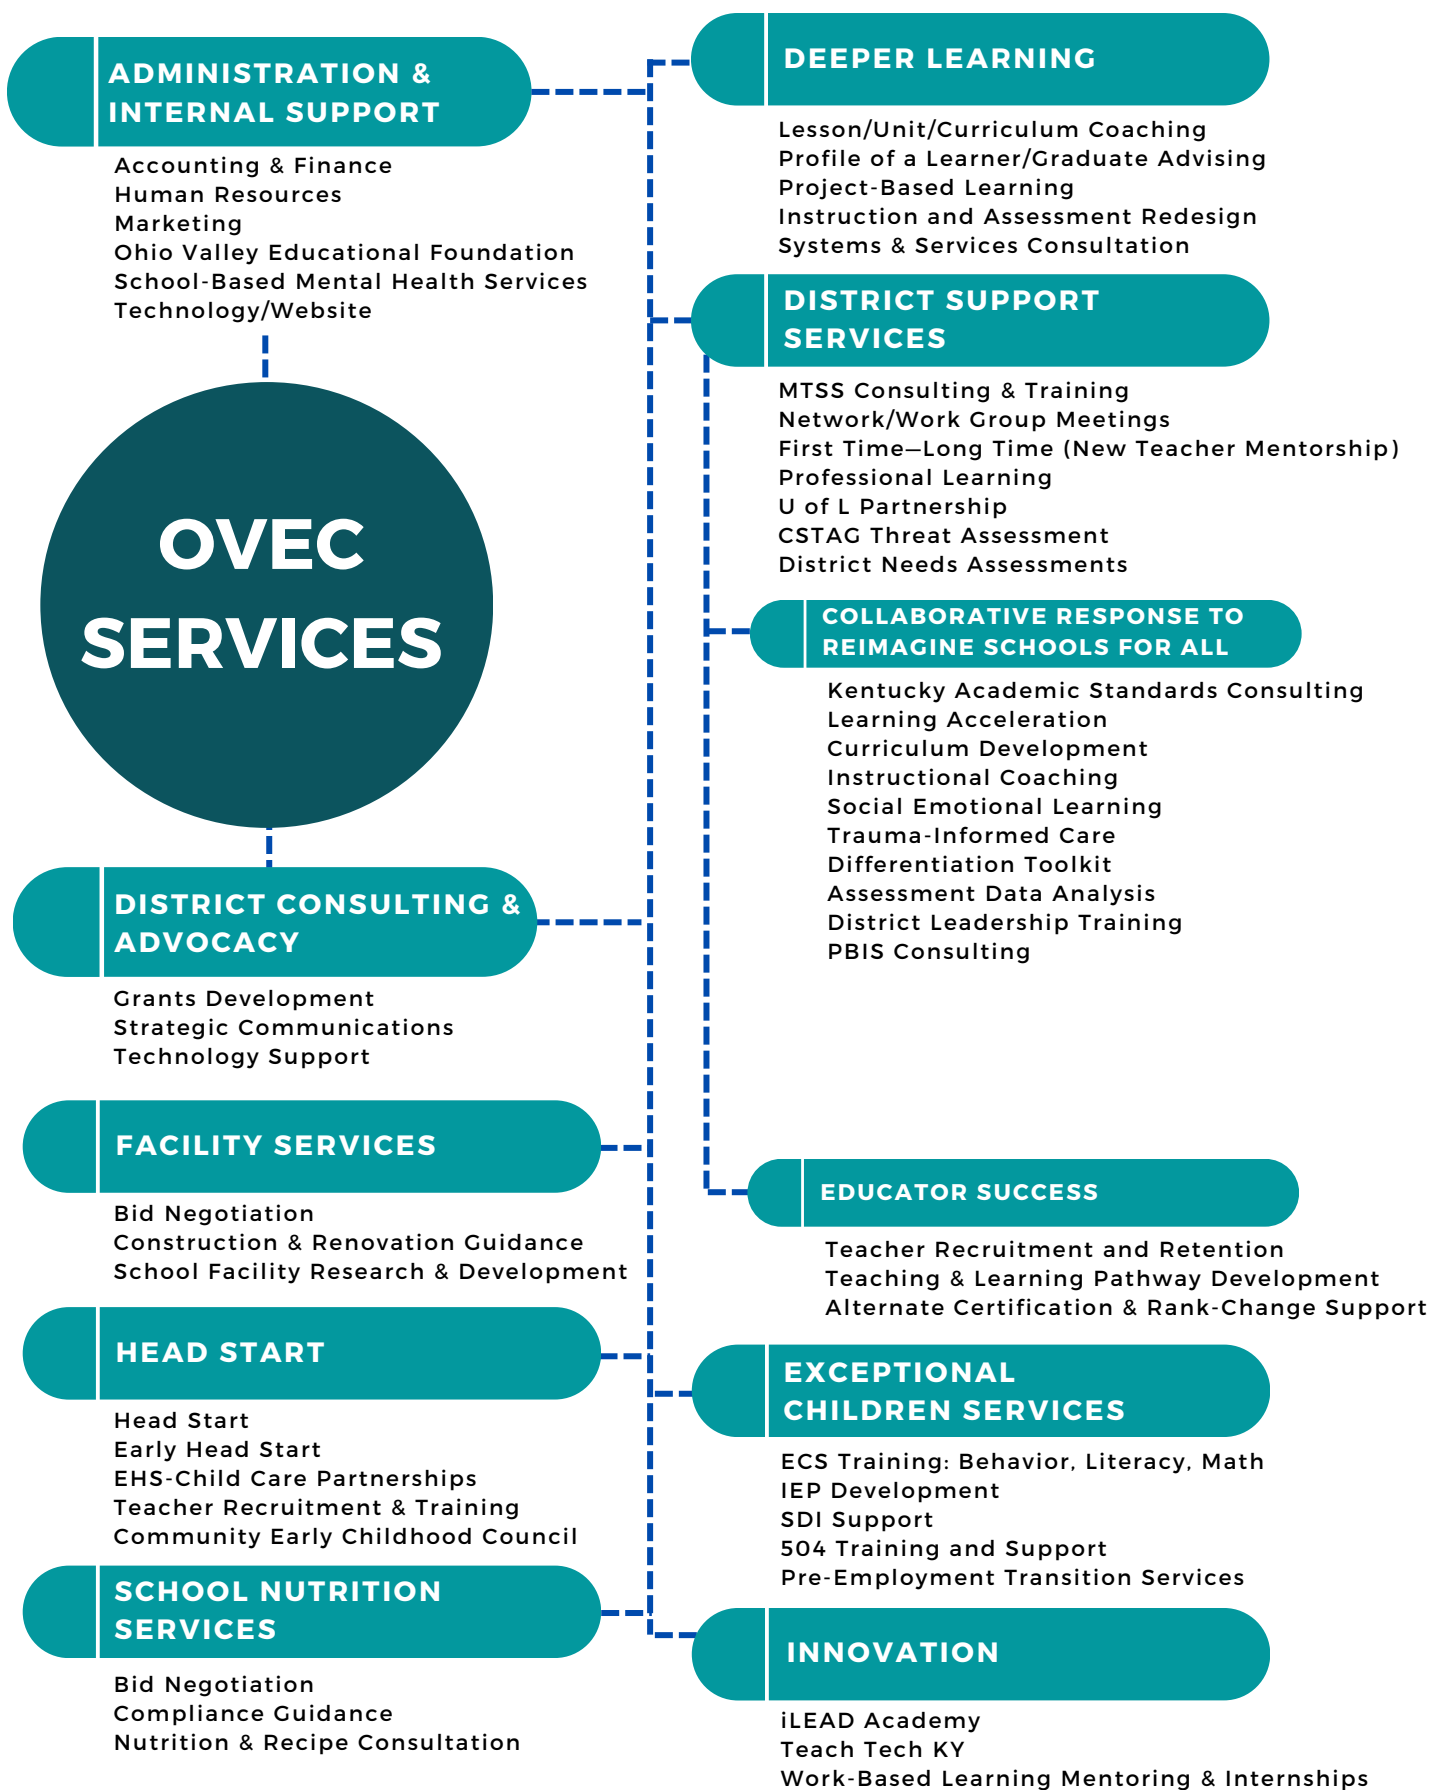 ADMINISTRATION &
INTERNAL SUPPORT
Accounting & Finance
Human Resources
Marketing
Ohio Valley Educational Foundation
School-Based Mental Health Services
Technology/Website
OVEC
SERVICES
DISTRICT CONSULTING &
ADVOCACY
Grants Development
Strategic Communications
Technology Support
FACILITY SERVICES
Bid Negotiation
Construction & Renovation Guidance
School Facility Research & Development
HEAD START
Head Start
Early Head Start
EHS-Child Care Partnerships
Teacher Recruitment & Training
Community Early Childhood Council
SCHOOL NUTRITION
SERVICES
Bid Negotiation
Compliance Guidance
Nutrition & Recipe Consultation
DEEPER LEARNING
Lesson/Unit/Curriculum Coaching
Profile of a Learner/Graduate Advising
Project-Based Learning
Instruction and Assessment Redesign
Systems & Services Consultation
DISTRICT SUPPORT
SERVICES
MTSS Consulting & Training
Network/Work Group Meetings
First Time—Long Time (New Teacher Mentorship)
Professional Learning
U of L Partnership
CSTAG Threat Assessment
District Needs Assessments
COLLABORATIVE RESPONSE TO
REIMAGINE SCHOOLS FOR ALL
Kentucky Academic Standards Consulting
Learning Acceleration
Curriculum Development
Instructional Coaching
Social Emotional Learning
Trauma-Informed Care
Differentiation Toolkit
Assessment Data Analysis
District Leadership Training
PBIS Consulting
EDUCATOR SUCCESS
Teacher Recruitment and Retention
Teaching & Learning Pathway Development
Alternate Certification & Rank-Change Support
EXCEPTIONAL
CHILDREN SERVICES
ECS Training: Behavior, Literacy, Math
IEP Development
SDI Support
504 Training and Support
Pre-Employment Transition Services
INNOVATION
iLEAD Academy
Teach Tech KY
Work-Based Learning Mentoring & Internships